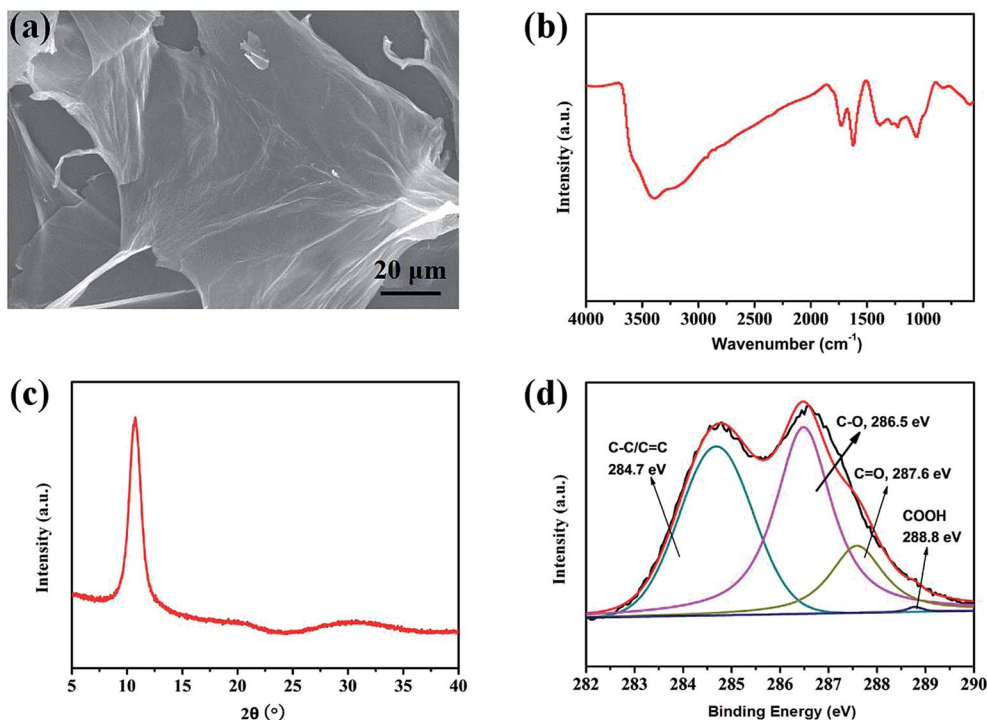 (a)
20 μm
(b)
Intensity (a.u.)
4000 3500 3000 2500 2000 1500 1000
Wavenumber (cm-1)
(c)
Intensity (a.u.)
5 10 15 20 25 30 35 40
2θ (°)
(d)
Intensity (a.u.)
C-C/C=C
284.7 eV
C-O, 286.5 eV
C=O, 287.6 eV
COOH
288.8 eV
282 283 284 285 286 287 288 289 290
Binding Energy (eV)